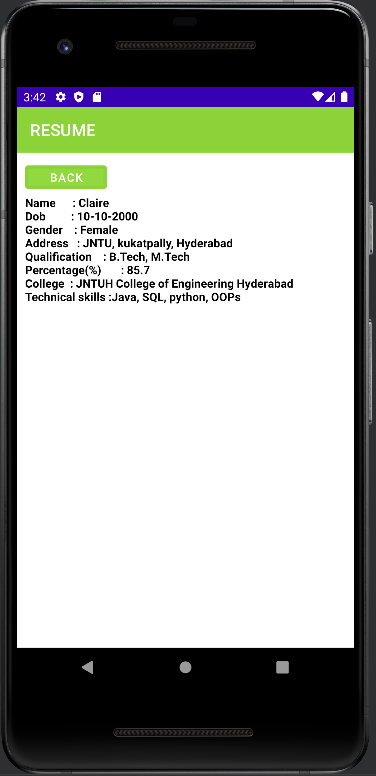 3:42
RESUME
BACK
Name : Claire
Dob : 10-10-2000
Gender : Female
Address : JNTU, kukatpally, Hyderabad
Qualification : B.Tech, M.Tech
Percentage(%) : 85.7
College : JNTUH College of Engineering Hyderabad
Technical skills :Java, SQL, python, OOPs